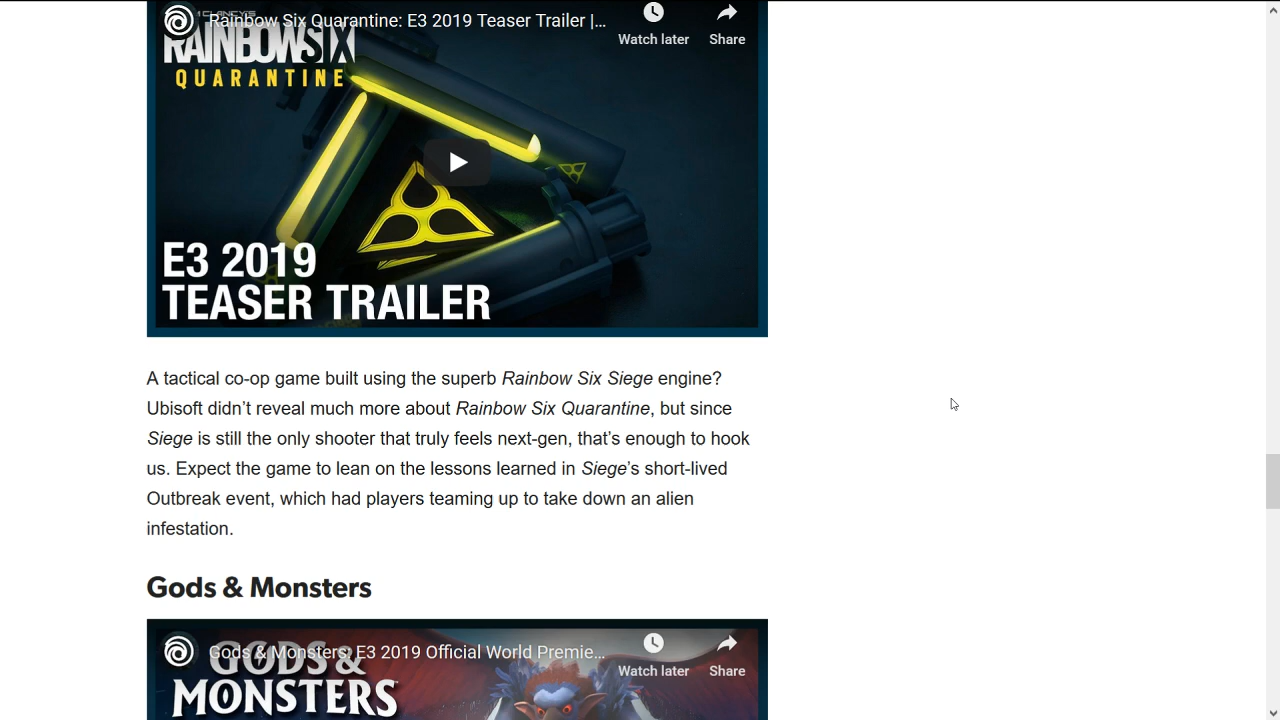 Rainbow Six Quarantine: E3 2019 Teaser Trailer |...
Watch later
Share
RAINBOWSIX
QUARANTINE
E3 2019
TEASER TRAILER
A tactical co-op game built using the superb Rainbow Six Siege engine?
Ubisoft didn’t reveal much more about Rainbow Six Quarantine, but since
Siege is still the only shooter that truly feels next-gen, that’s enough to hook
us. Expect the game to lean on the lessons learned in Siege’s short-lived
Outbreak event, which had players teaming up to take down an alien
infestation.
Gods & Monsters
Gods & Monsters: E3 2019 Official World Premie...
Watch later
Share
GODS &
MONSTERS